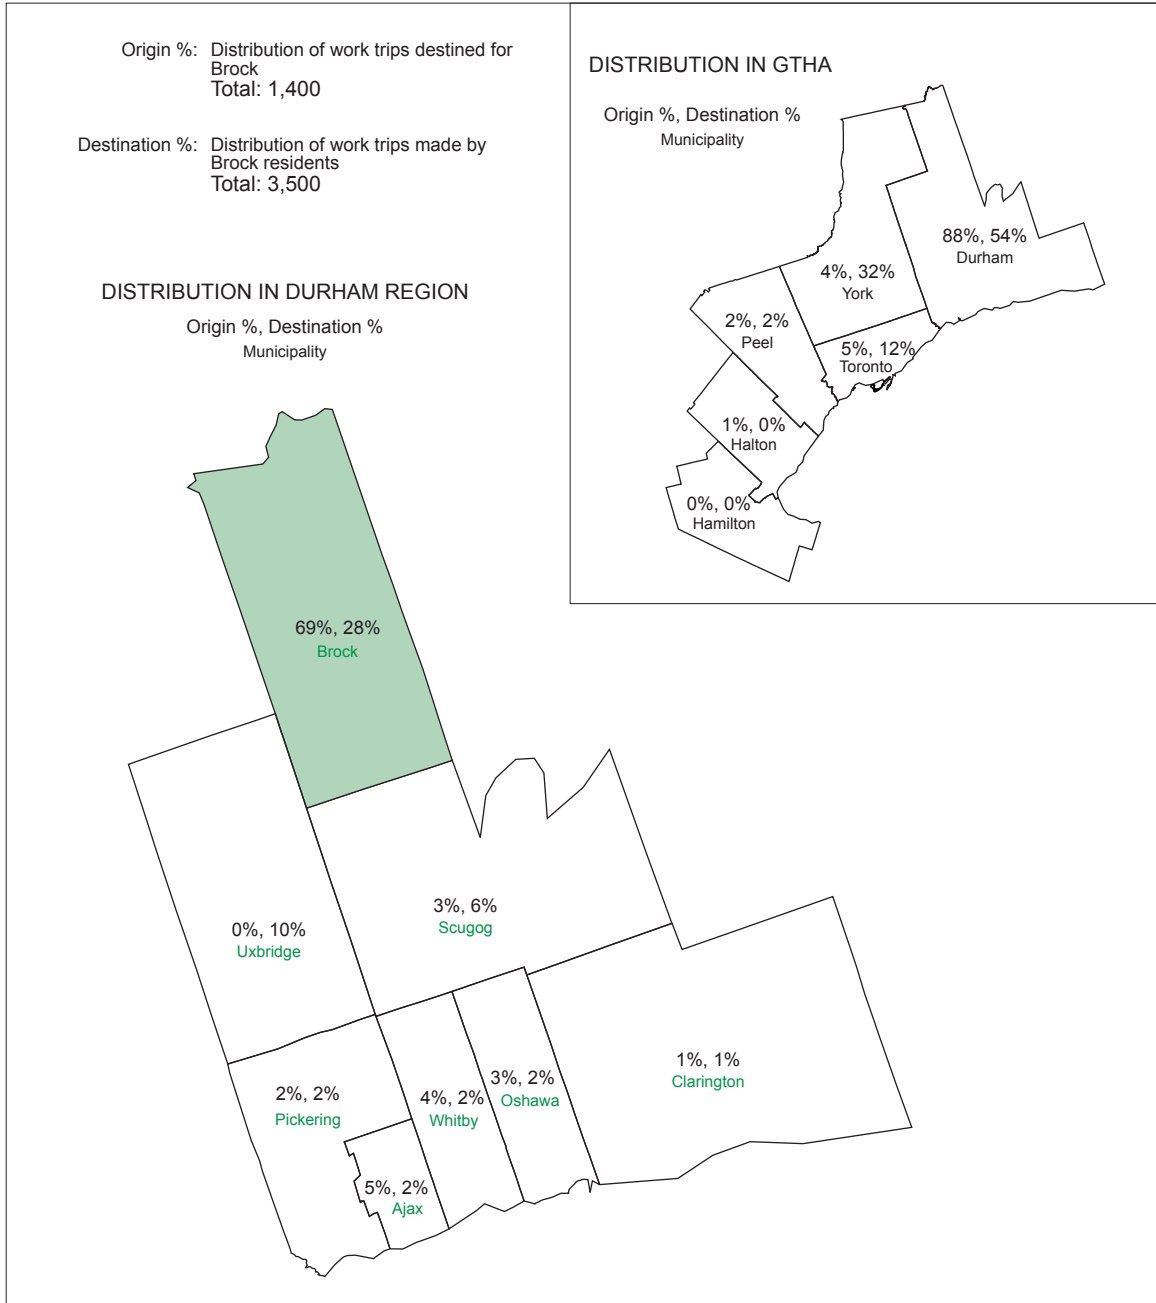 Origin %: Distribution of work trips destined for
Brock
Total: 1,400
Destination %: Distribution of work trips made by
Brock residents
Total: 3,500
DISTRIBUTION IN DURHAM REGION
Origin %, Destination %
Municipality
DISTRIBUTION IN GTHA
Origin %, Destination %
Municipality
88%, 54%
Durham
4%, 32%
York
2%, 2%
Peel
5%, 12%
Toronto
1%, 0%
Halton
0%, 0%
Hamilton
69%, 28%
Brock
3%, 6%
Scugog
0%, 10%
Uxbridge
1%, 1%
Clarington
3%, 2%
Oshawa
4%, 2%
Whitby
2%, 2%
Pickering
5%, 2%
Ajax